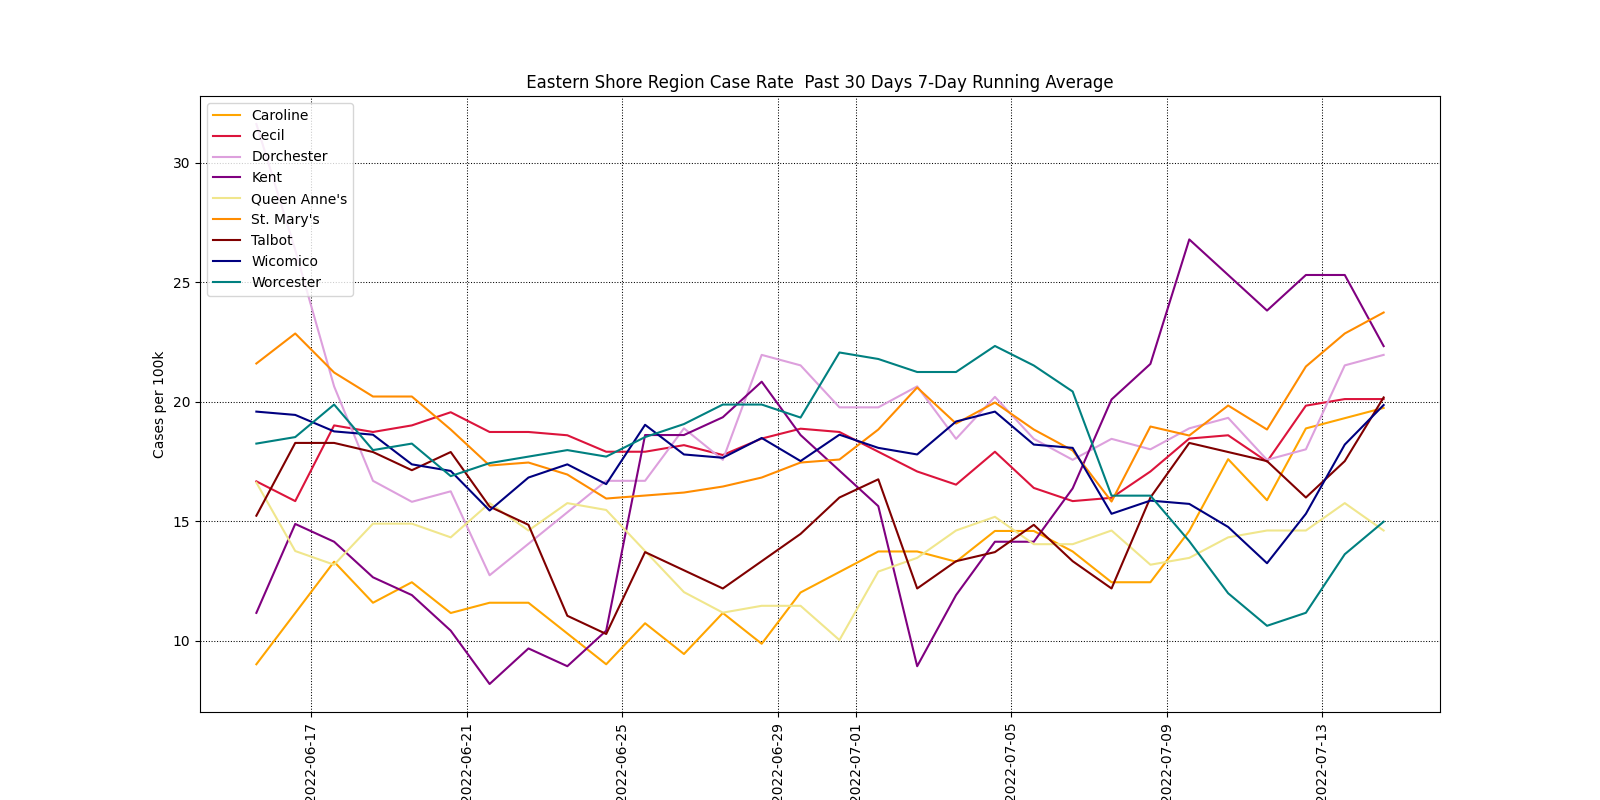 Eastern Shore Region Case Rate  Past 30 Days 7-Day Running Average
Caroline
Cecil
Dorchester
Kent
Queen Anne's
St. Mary's
Talbot
Wicomico
Worcester
Cases per 100k
30
25
20
15
10
2022-06-17
2022-06-21
2022-06-25
2022-06-29
2022-07-01
2022-07-05
2022-07-09
2022-07-13